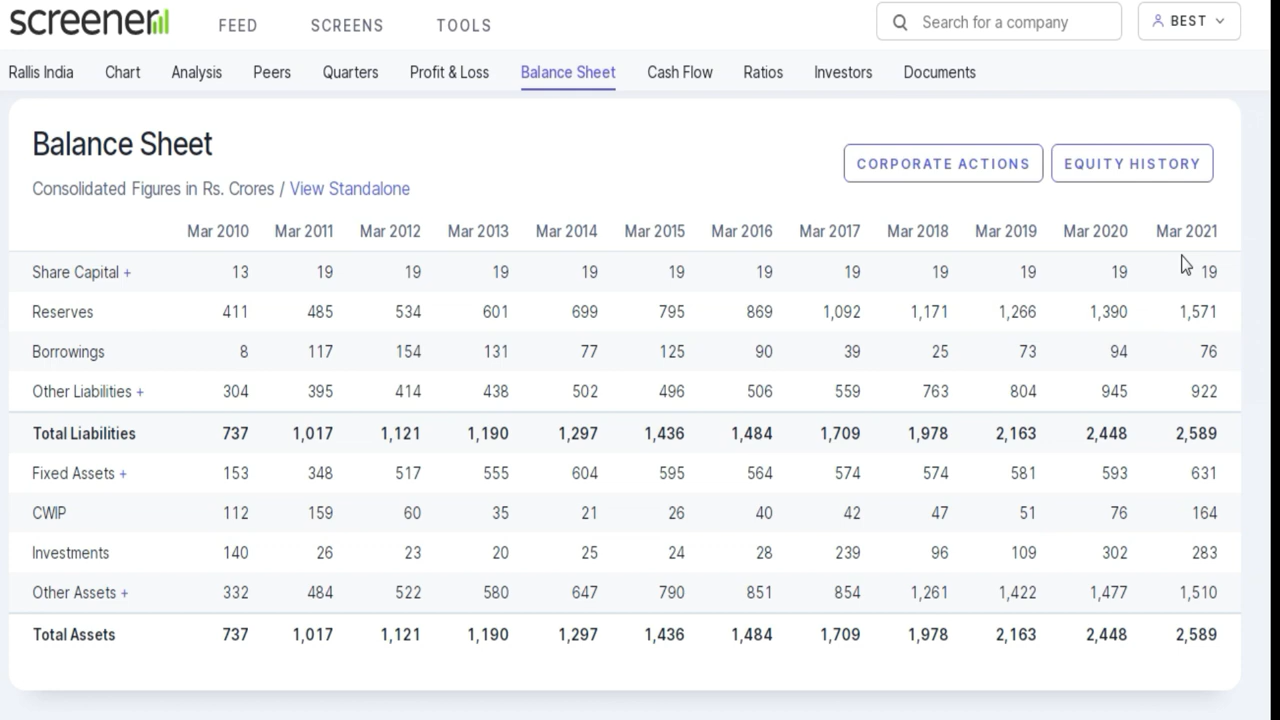 screener FEED SCREENS TOOLS Search for a company BEST
Rallis India Chart Analysis Peers Quarters Profit & Loss Balance Sheet Cash Flow Ratios Investors Documents
Balance Sheet
CORPORATE ACTIONS EQUITY HISTORY
Consolidated Figures in Rs. Crores / View Standalone
Mar 2010 Mar 2011 Mar 2012 Mar 2013 Mar 2014 Mar 2015 Mar 2016 Mar 2017 Mar 2018 Mar 2019 Mar 2020 Mar 2021
Share Capital + 13 19 19 19 19 19 19 19 19 19 19 19
Reserves 411 485 534 601 699 795 869 1,092 1,171 1,266 1,390 1,571
Borrowings 8 117 154 131 77 125 90 39 25 73 94 76
Other Liabilities + 304 395 414 438 502 496 506 559 763 804 945 922
Total Liabilities 737 1,017 1,121 1,190 1,297 1,436 1,484 1,709 1,978 2,163 2,448 2,589
Fixed Assets + 153 348 517 555 604 595 564 574 574 581 593 631
CWIP 112 159 60 35 21 26 40 42 47 51 76 164
Investments 140 26 23 20 25 24 28 239 96 109 302 283
Other Assets + 332 484 522 580 647 790 851 854 1,261 1,422 1,477 1,510
Total Assets 737 1,017 1,121 1,190 1,297 1,436 1,484 1,709 1,978 2,163 2,448 2,589